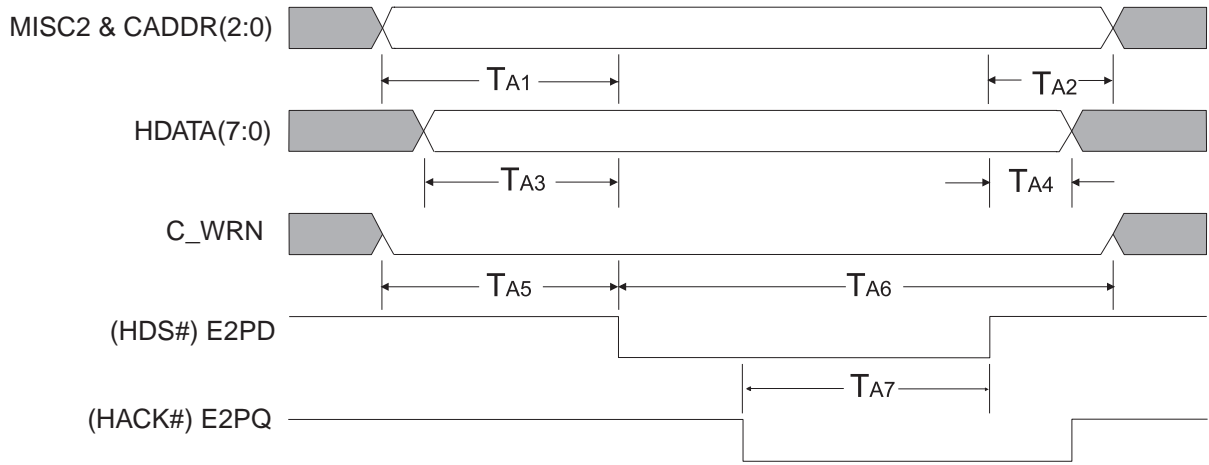 MISC2 & CADDR(2:0)
TA1
TA2
HDATA(7:0)
TA3
TA4
C_WRN
TA5
TA6
(HDS#) E2PD
TA7
(HACK#) E2PQ